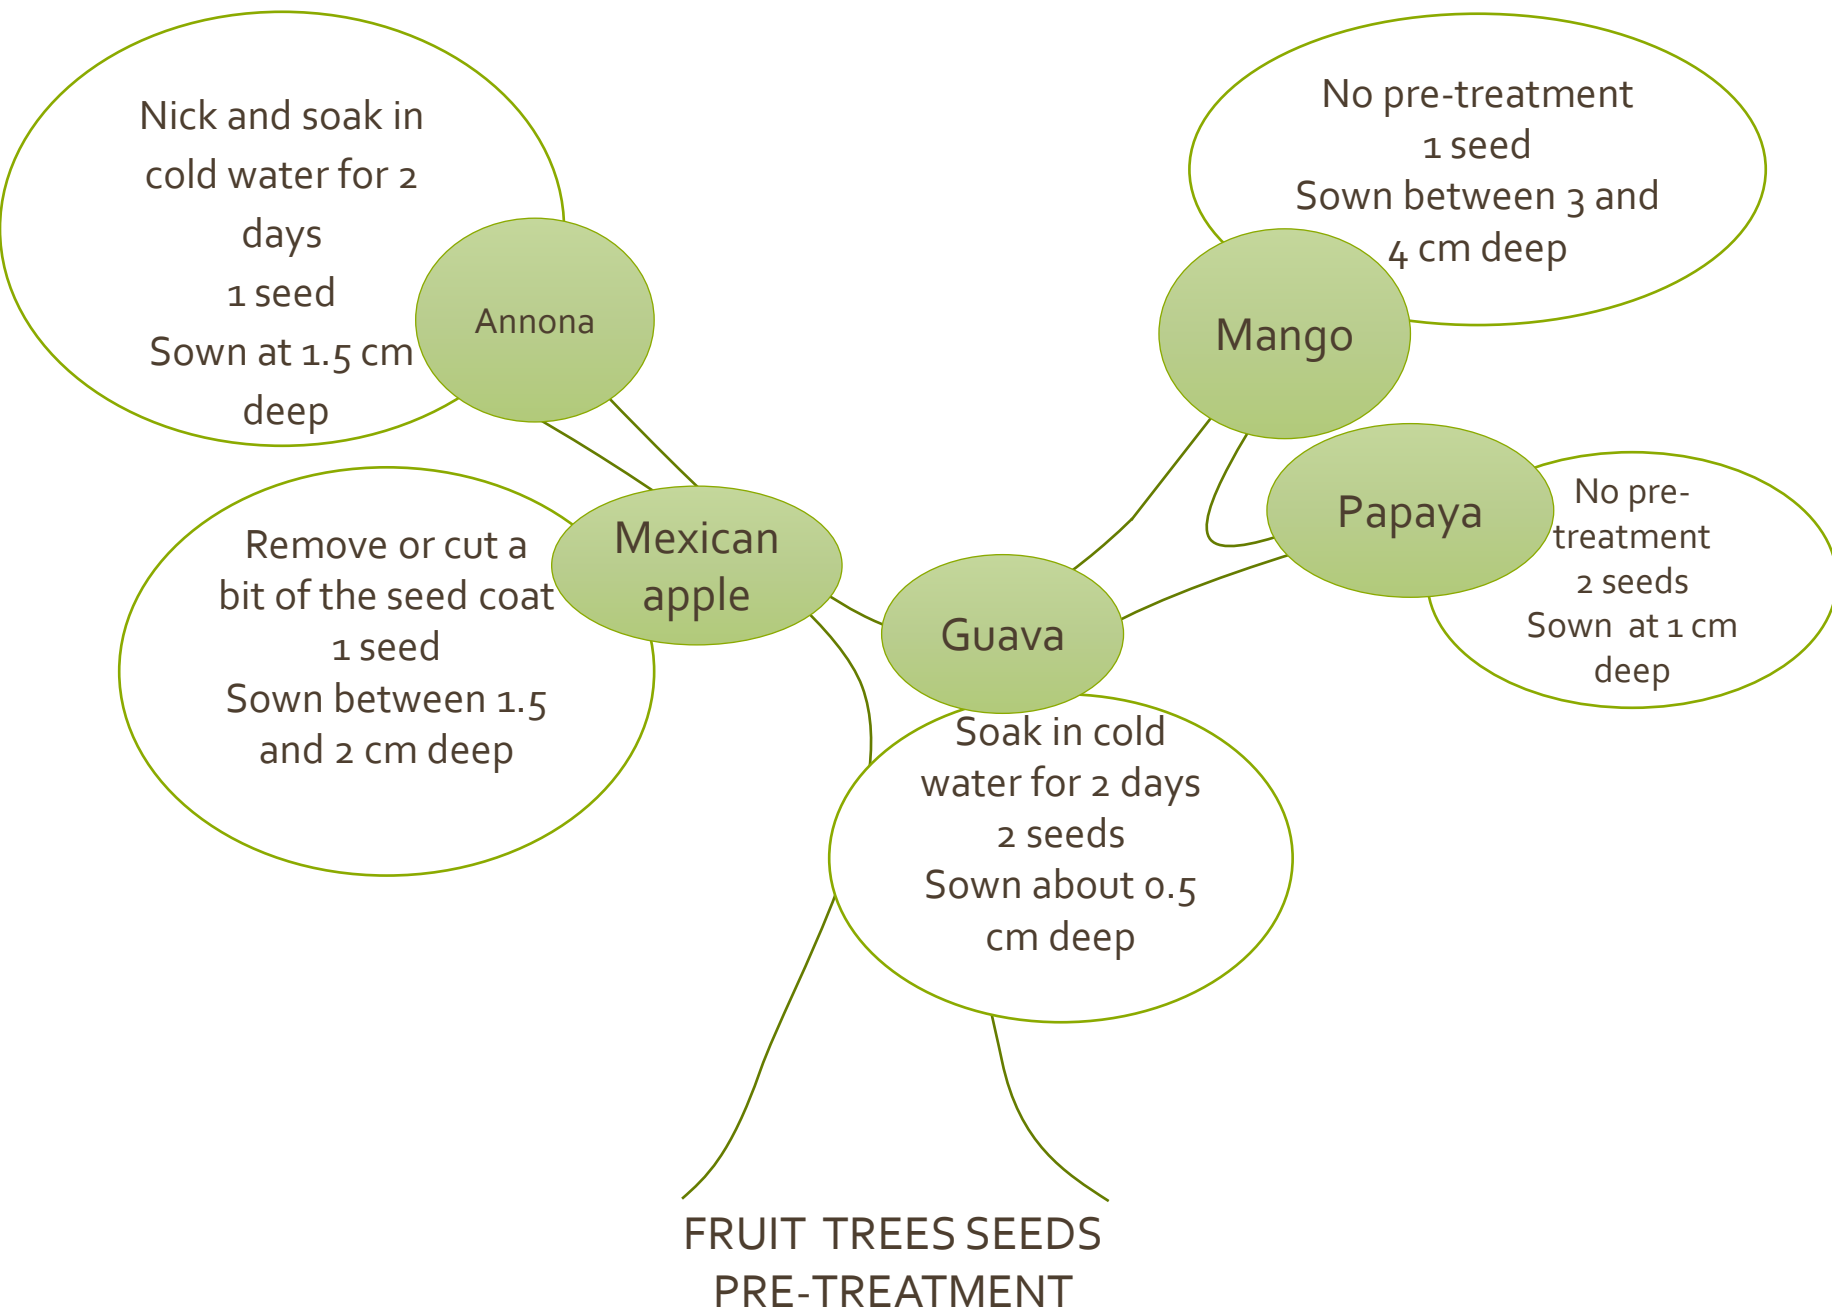 Nick and soak in
cold water for 2
days
1 seed
Sown at 1.5 cm
deep
Annona
No pre-treatment
1 seed
Sown between 3 and
4 cm deep
Mango
Remove or cut a
bit of the seed coat
1 seed
Sown between 1.5
and 2 cm deep
Mexican
apple
Guava
Soak in cold
water for 2 days
2 seeds
Sown about 0.5
cm deep
Papaya
No pre-
treatment
2 seeds
Sown at 1 cm
deep
FRUIT TREES SEEDS
PRE-TREATMENT